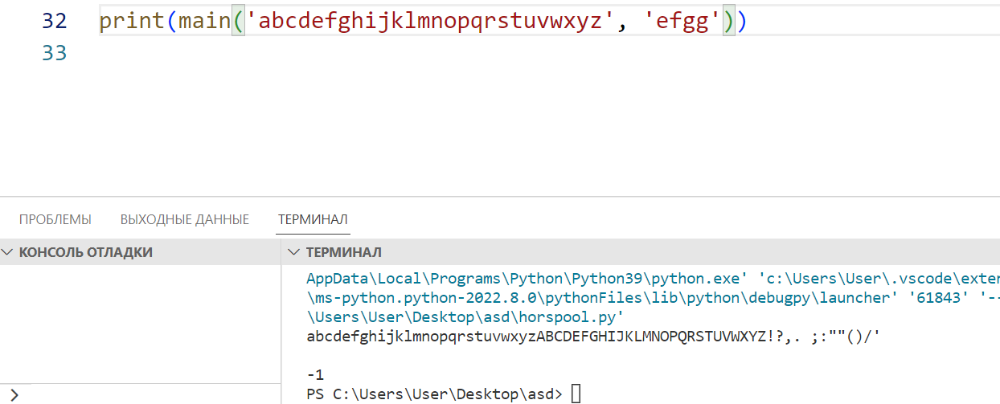 32 print(main('abcdefghijklmnopqrstuvwxyz', 'efgg'))
33
ПРОБЛЕМЫ ВЫХОДНЫЕ ДАННЫЕ ТЕРМИНАЛ
КОНСОЛЬ ОТЛАДКИ
ТЕРМИНАЛ
AppData\Local\Programs\Python\Python39\python.exe' 'c:\Users\User\.vscode\exten
\ms-python.python-2022.8.0\pythonFiles\lib\python\debugpy\launcher' '61843' '--
\Users\User\Desktop\asd\horspool.py'
abcdefghijklmnopqrstuvwxyzABCDEFGHIJKLMNOPQRSTUVWXYZ!?,. ;:""()/'
-1
PS C:\Users\User\Desktop\asd>